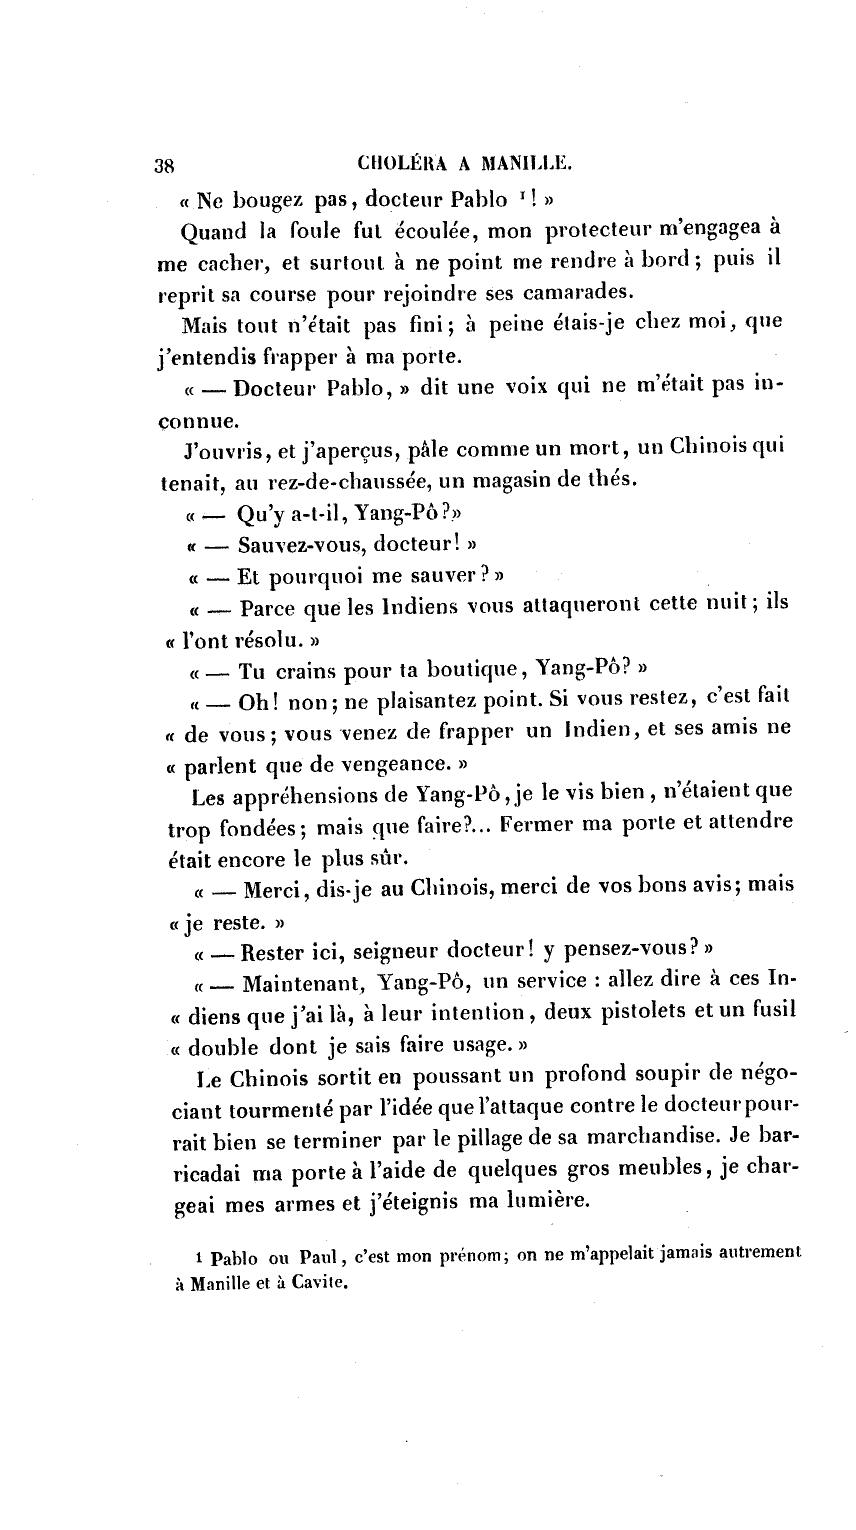 38 CHOLÉRA A MANILLE.
« Ne bougez pas, docteur Pablo ¹! »
Quand la foule fut écoulée, mon protecteur m'engagea à
me cacher, et surtout à ne point me rendre à bord; puis il
reprit sa course pour rejoindre ses camarades.
Mais tout n'était pas fini; à peine étais-je chez moi, que
j'entendis frapper à ma porte.
« — Docteur Pablo, » dit une voix qui ne m'était pas in-
connue.
J'ouvris, et j'aperçus, pâle comme un mort, un Chinois qui
tenait, au rez-de-chaussée, un magasin de thés.
« — Qu'y a-t-il, Yang-Pô?»
« — Sauvez-vous, docteur! »
« — Et pourquoi me sauver? »
« — Parce que les Indiens vous attaqueront cette nuit; ils
« l'ont résolu. »
« — Tu crains pour ta boutique, Yang-Pô? »
« — Oh! non; ne plaisantez point. Si vous restez, c'est fait
« de vous; vous venez de frapper un Indien, et ses amis ne
« parlent que de vengeance. »
Les appréhensions de Yang-Pô, je le vis bien, n'étaient que
trop fondées; mais que faire?... Fermer ma porte et attendre
était encore le plus sûr.
« — Merci, dis-je au Chinois, merci de vos bons avis; mais
« je reste. »
« — Rester ici, seigneur docteur! y pensez-vous? »
« — Maintenant, Yang-Pô, un service : allez dire à ces In-
« diens que j'ai là, à leur intention, deux pistolets et un fusil
« double dont je sais faire usage. »
Le Chinois sortit en poussant un profond soupir de négo-
ciant tourmenté par l'idée que l'attaque contre le docteur pour-
rait bien se terminer par le pillage de sa marchandise. Je bar-
ricadai ma porte à l'aide de quelques gros meubles, je char-
geai mes armes et j'éteignis ma lumière.
1 Pablo ou Paul, c'est mon prénom; on ne m'appelait jamais autrement
à Manille et à Cavite.